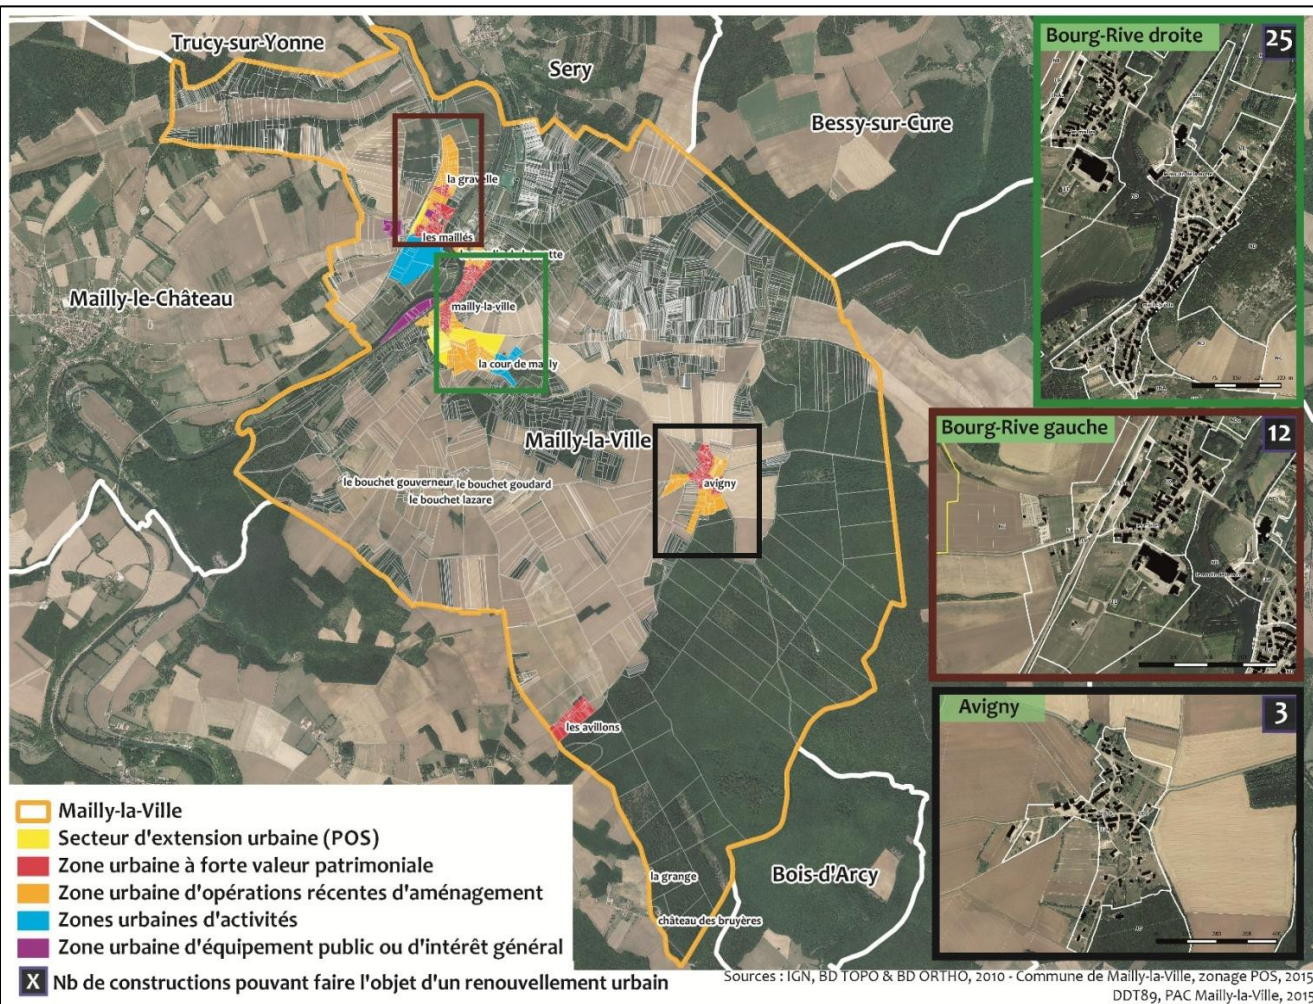 Trucy-sur-Yonne
Sery
Bessy-sur-Cure
la gravelle
les maillés
Mailly-le-Château
mailly-la-ville
la cour de mailly
Mailly-la-Ville
avigny
le bouchet gouverneur le bouchet goudard
le bouchet lazare
les avillons
la grange
château des bruyères
Bois-d'Arcy
Bourg-Rive droite
25
Bourg-Rive gauche
12
Avigny
3
Mailly-la-Ville
Secteur d'extension urbaine (POS)
Zone urbaine à forte valeur patrimoniale
Zone urbaine d'opérations récentes d'aménagement
Zones urbaines d'activités
Zone urbaine d'équipement public ou d'intérêt général
X Nb de constructions pouvant faire l'objet d'un renouvellement urbain
Sources : IGN, BD TOPO & BD ORTHO, 2010 - Commune de Mailly-la-Ville, zonage POS, 2015
DDT89, PAC Mailly-la-Ville, 2015